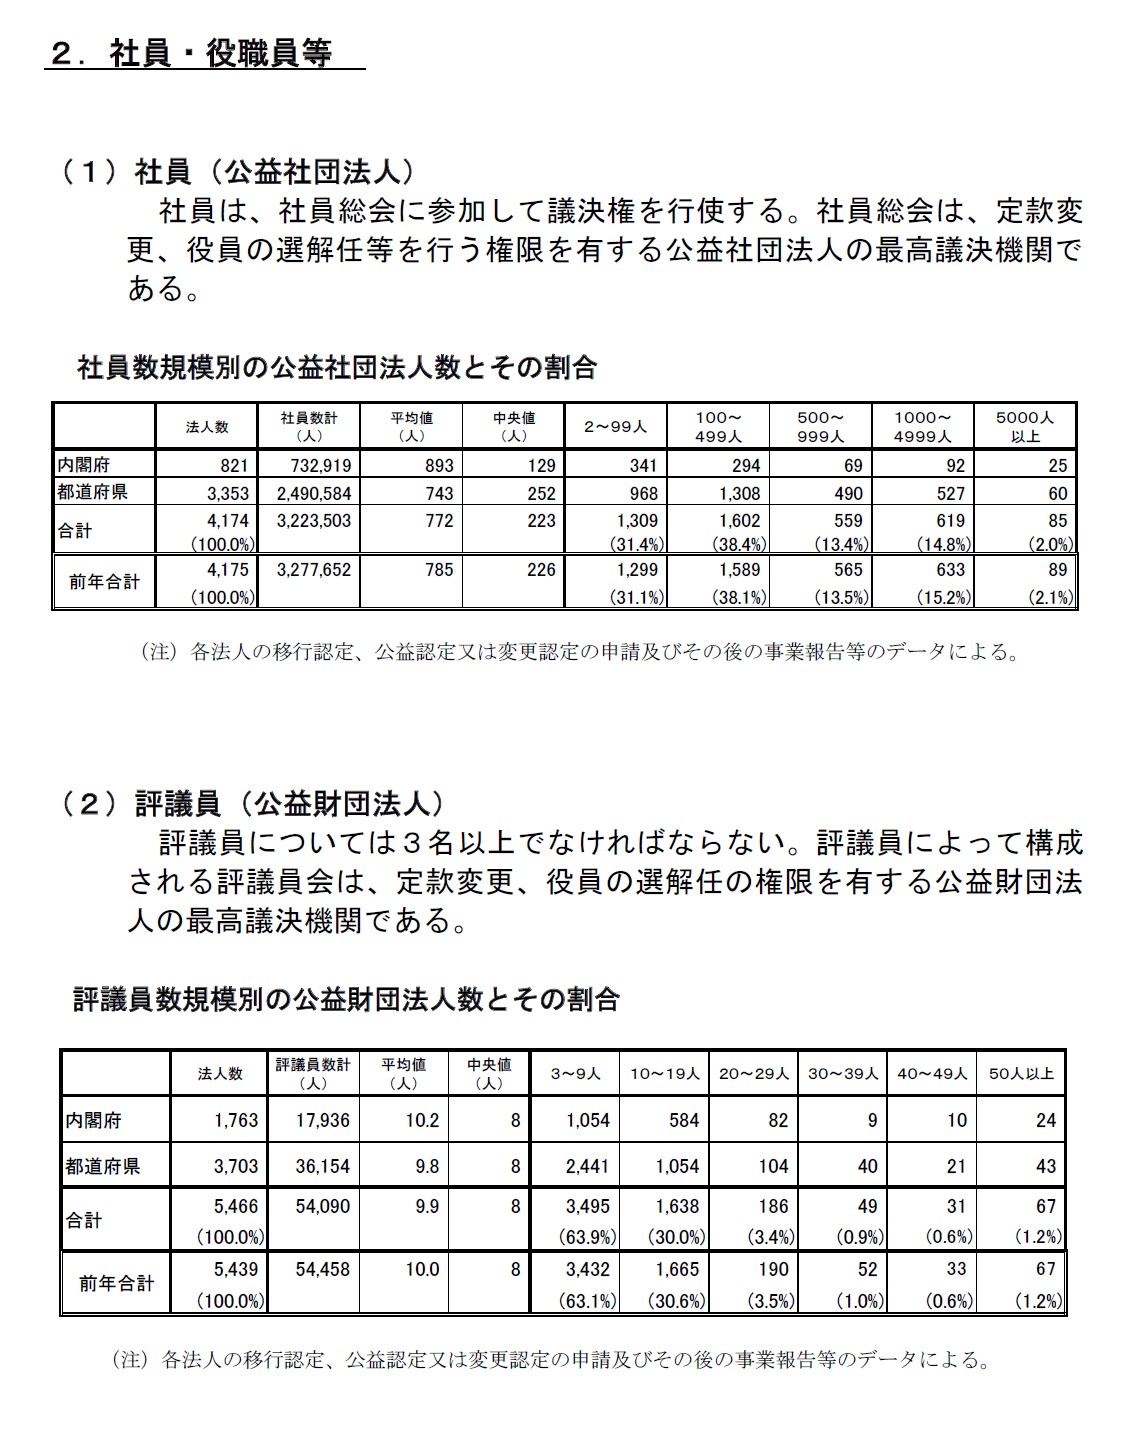 ２．社員・役職員等
（１）社員（公益社団法人）
社員は、社員総会に参加して議決権を行使する。社員総会は、定款変
更、役員の選解任等を行う権限を有する公益社団法人の最高議決機関で
ある。
社員数規模別の公益社団法人数とその割合
法人数 社員数計（人） 平均値（人） 中央値（人） 2～99人 100～499人 500～999人 1000～4999人 5000人以上
内閣府 821 732,919 893 129 341 294 69 92 25
都道府県 3,353 2,490,584 743 252 968 1,308 490 527 60
合計 4,174 3,223,503 772 223 1,309 1,602 559 619 85
(100.0%) (31.4%) (38.4%) (13.4%) (14.8%) (2.0%)
前年合計 4,175 3,277,652 785 226 1,299 1,589 565 633 89
(100.0%) (31.1%) (38.1%) (13.5%) (15.2%) (2.1%)
（注）各法人の移行認定、公益認定又は変更認定の申請及びその後の事業報告等のデータによる。
（２）評議員（公益財団法人）
評議員については３名以上でなければならない。評議員によって構成
される評議員会は、定款変更、役員の選解任の権限を有する公益財団法
人の最高議決機関である。
評議員数規模別の公益財団法人数とその割合
法人数 評議員数計（人） 平均値（人） 中央値（人） 3～9人 10～19人 20～29人 30～39人 40～49人 50人以上
内閣府 1,763 17,936 10.2 8 1,054 584 82 9 10 24
都道府県 3,703 36,154 9.8 8 2,441 1,054 104 40 21 43
合計 5,466 54,090 9.9 8 3,495 1,638 186 49 31 67
(100.0%) (63.9%) (30.0%) (3.4%) (0.9%) (0.6%) (1.2%)
前年合計 5,439 54,458 10.0 8 3,432 1,665 190 52 33 67
(100.0%) (63.1%) (30.6%) (3.5%) (1.0%) (0.6%) (1.2%)
（注）各法人の移行認定、公益認定又は変更認定の申請及びその後の事業報告等のデータによる。